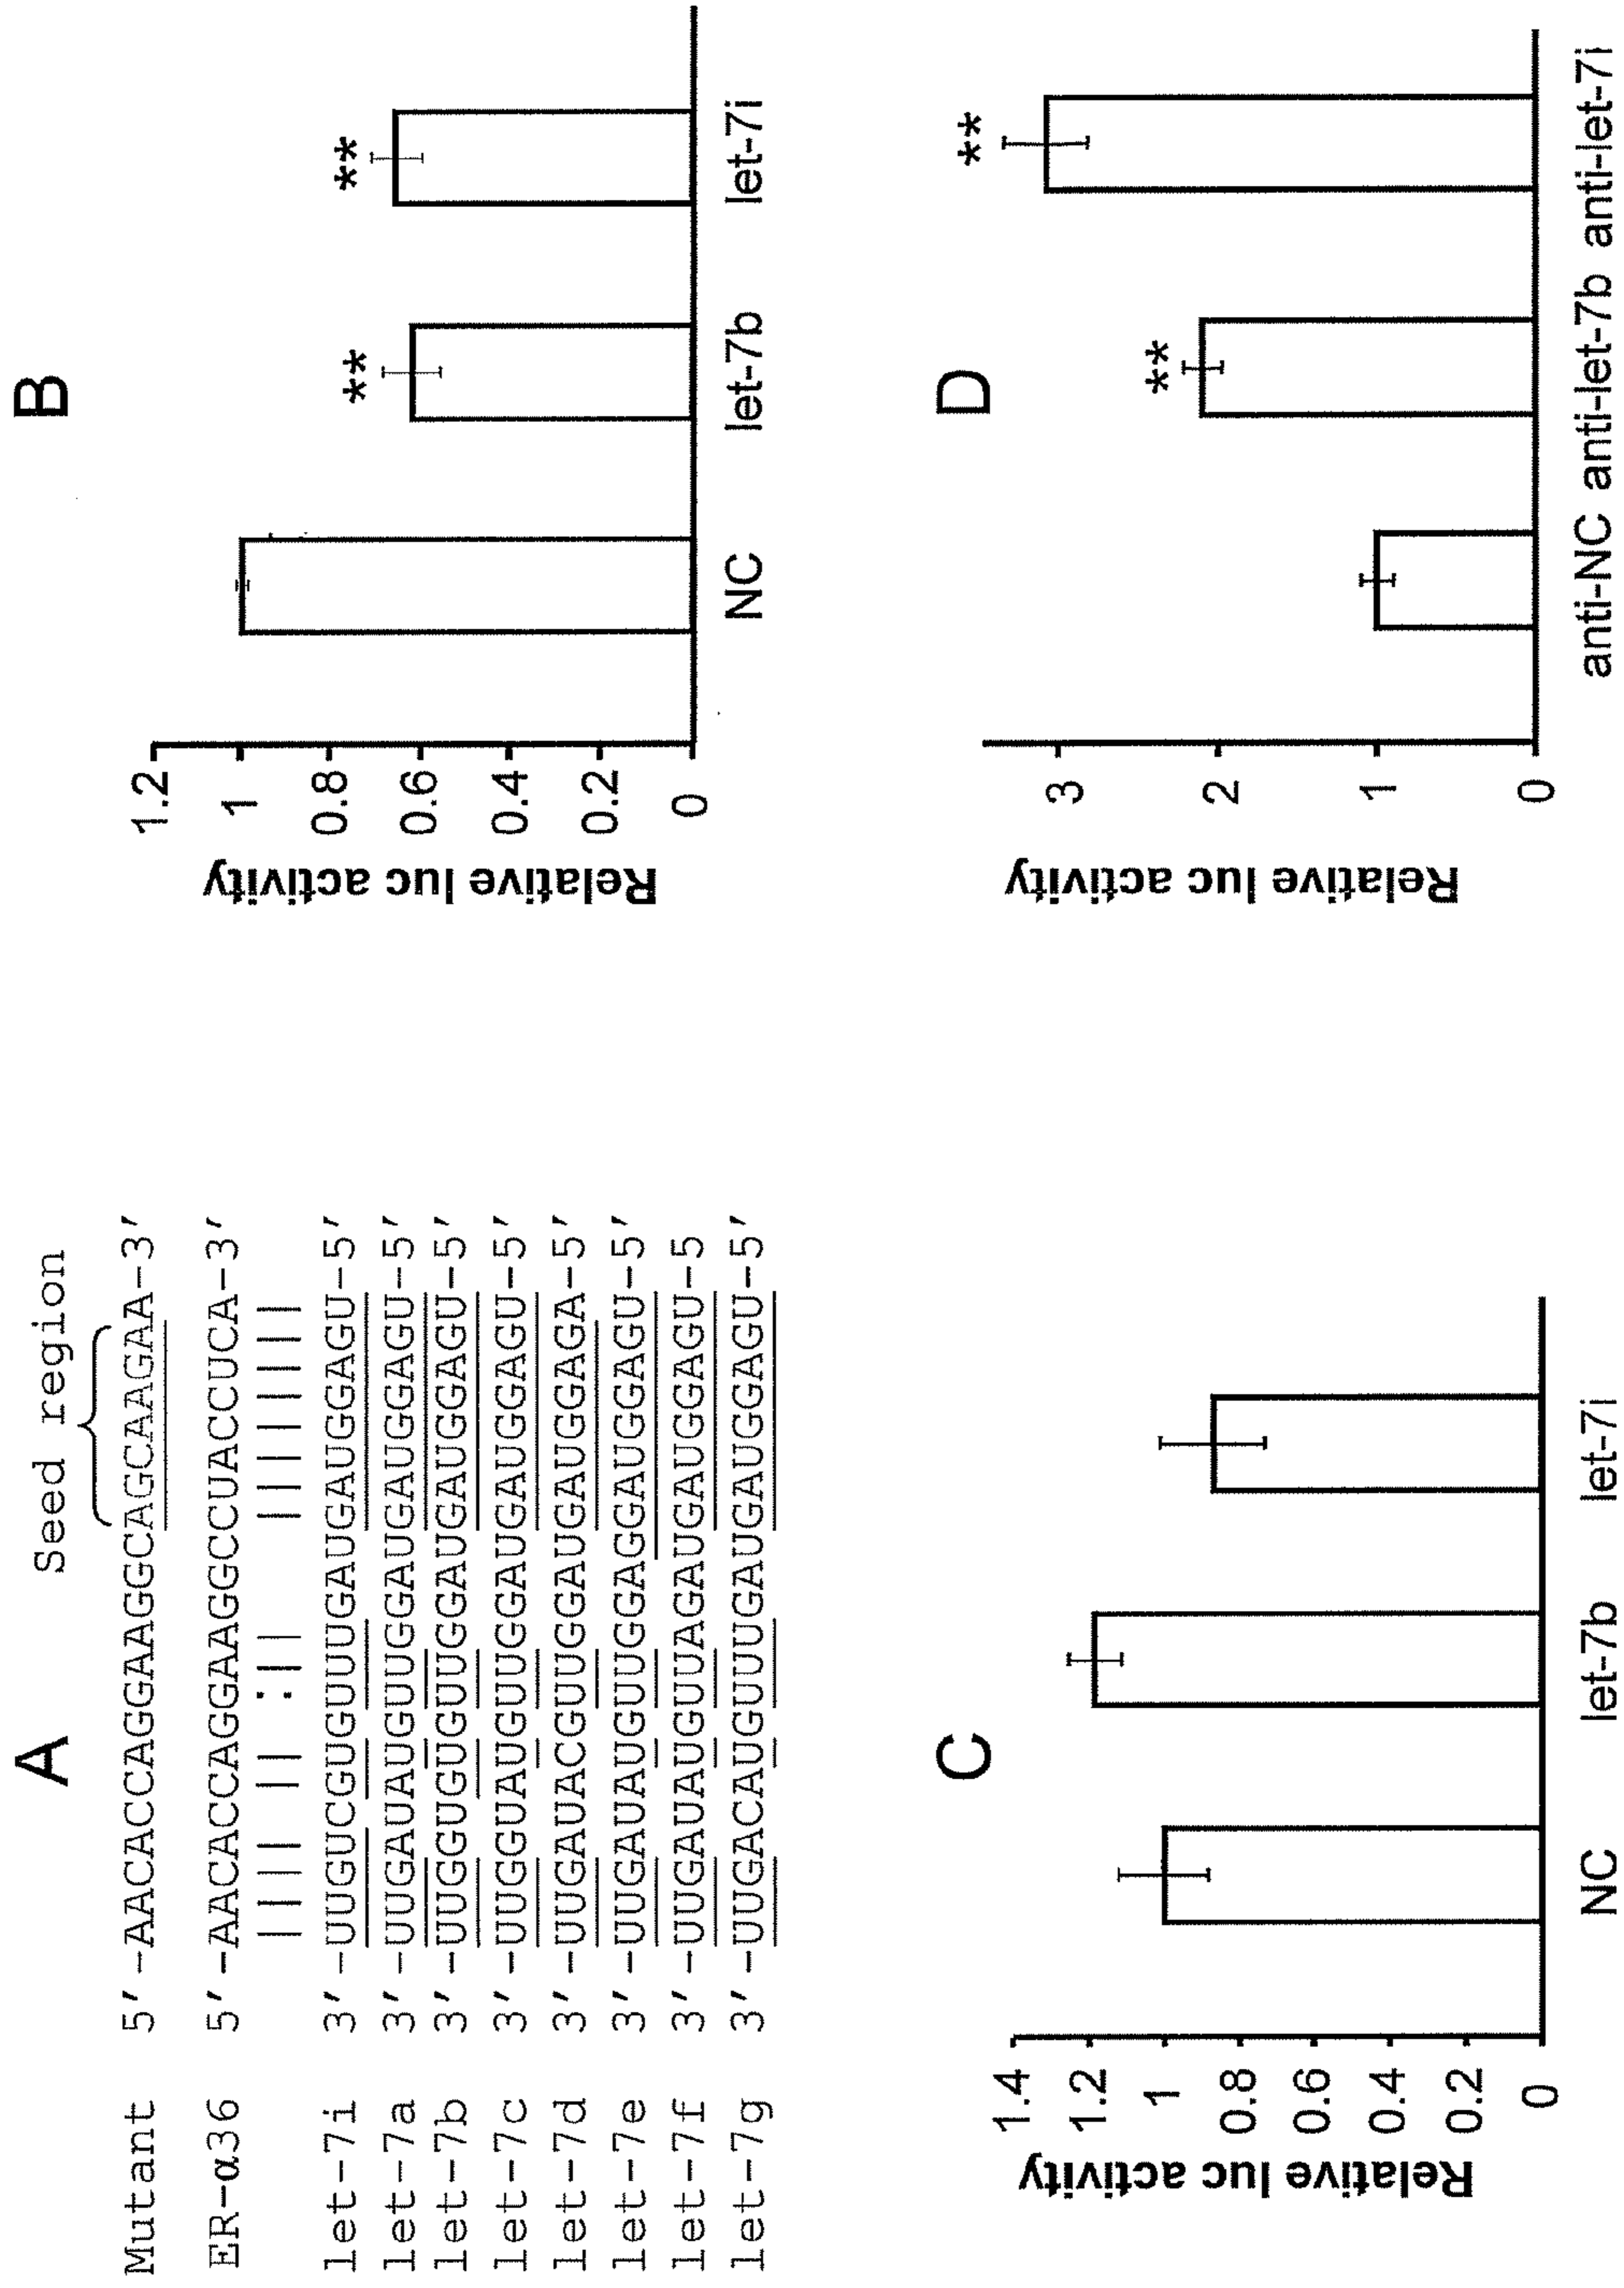 A
Seed region
Mutant 5'-AACACCAGGAAGGCAGCAAGAA-3'
ER-α36 5'-AACACCAGGAAGGCCUACCUCA-3'
|||| || :|| ||||||||
let-7i 3'-UUGUCGUGUUUGAUGAUGGAGU-5'
let-7a 3'-UUGAUAUGUUGGAUGAUGGAGU-5'
let-7b 3'-UUGGUGUGUUGGAUGAUGGAGU-5'
let-7c 3'-UUGGUAUGUUGGAUGAUGGAGU-5'
let-7d 3'-UUGAUACGUUGGAUGAUGGAGA-5'
let-7e 3'-UUGAUAUGUUGGAGGAUGGAGU-5'
let-7f 3'-UUGAUAUGUUAGAUGAUGGAGU-5
let-7g 3'-UUGACAUGUUUGAUGAUGGAGU-5'
B
Relative luc activity
1.2
1
0.8
0.6
0.4
0.2
0
** **
NC let-7b let-7i
C
Relative luc activity
1.4
1.2
1
0.8
0.6
0.4
0.2
0
NC let-7b let-7i
D
Relative luc activity
3
2
1
0
** **
anti-NC anti-let-7b anti-let-7i